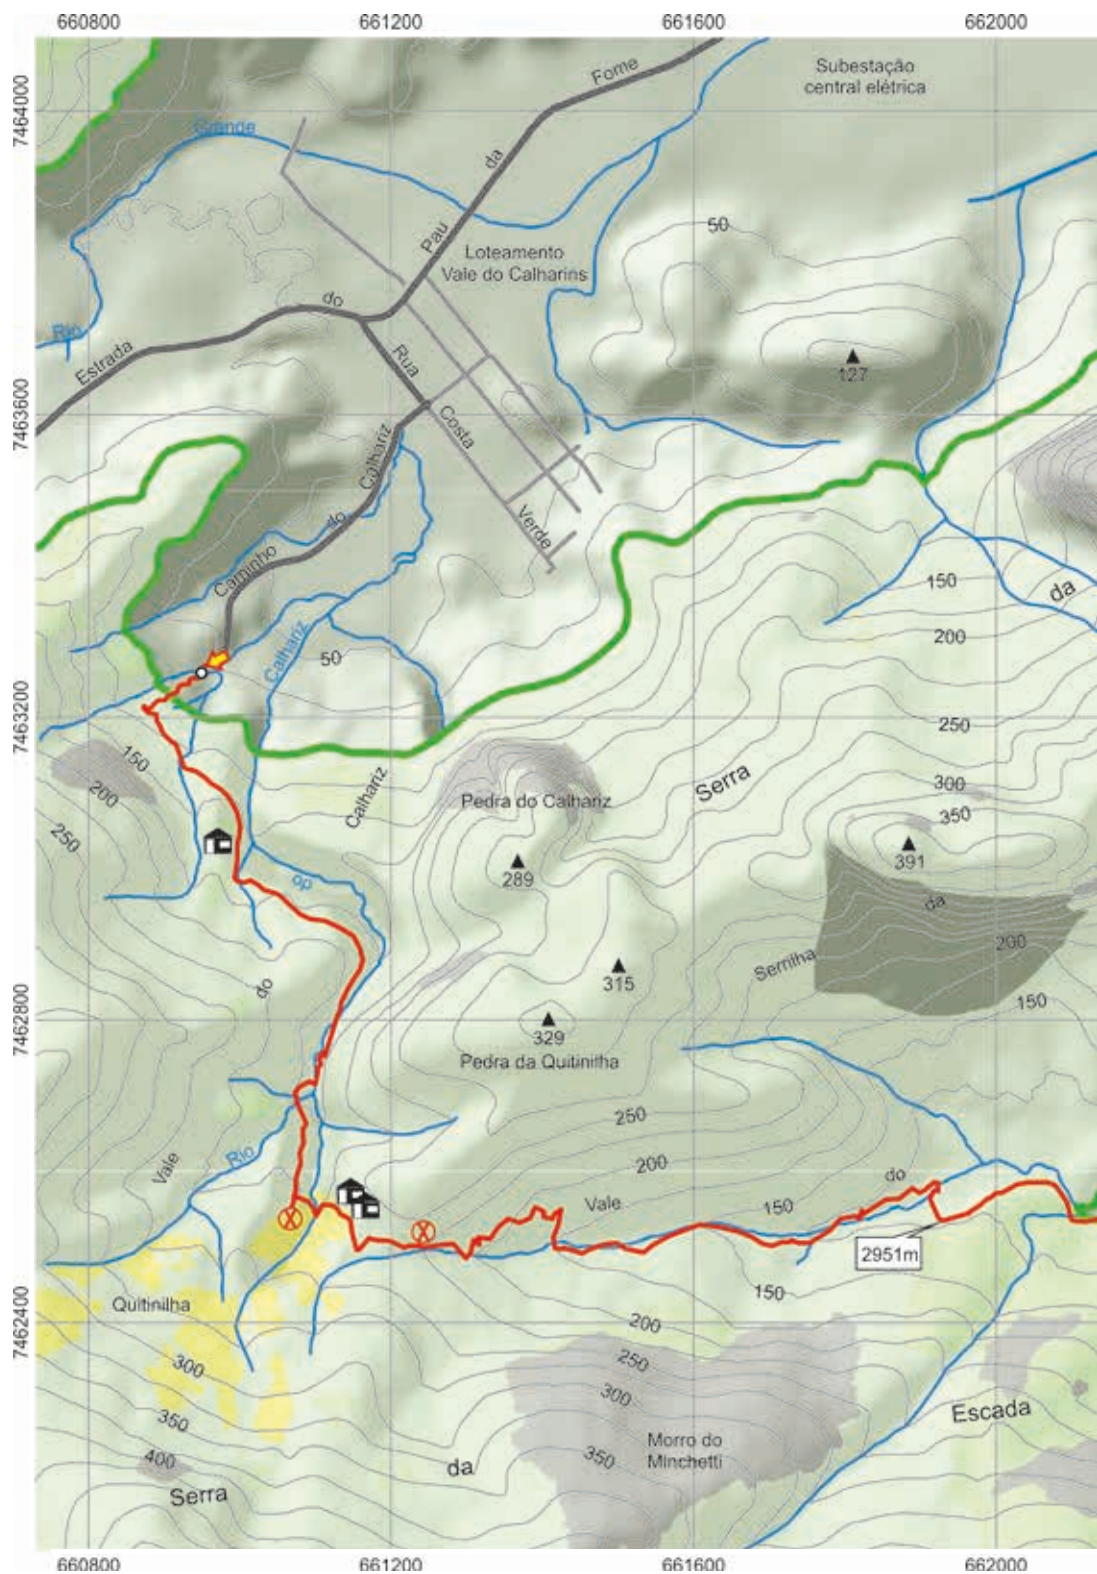 660800 661200 661600 662000
7464000
7463600
7463200
7462800
7462400
Subestação
central elétrica
Fome
da
Pau
do
Estrada
Grande
Rio
Loteamento
Vale do Calharins
50
127
Rua
Costa
Verde
Calhariz
do
Caminho
Calhariz
50
150
200
250
300
350
da
Serra
391
da
200
150
Serrilha
150
200
250
Calhariz
Pedra do Calhariz
289
315
329
Pedra da Quitinilha
op
do
Vale
Rio
250
200
150
Vale
do
2951m
150
200
250
300
350
Quitinilha
300
350
400
Serra
da
Morro do
Minchetti
Escada
660800 661200 661600 662000